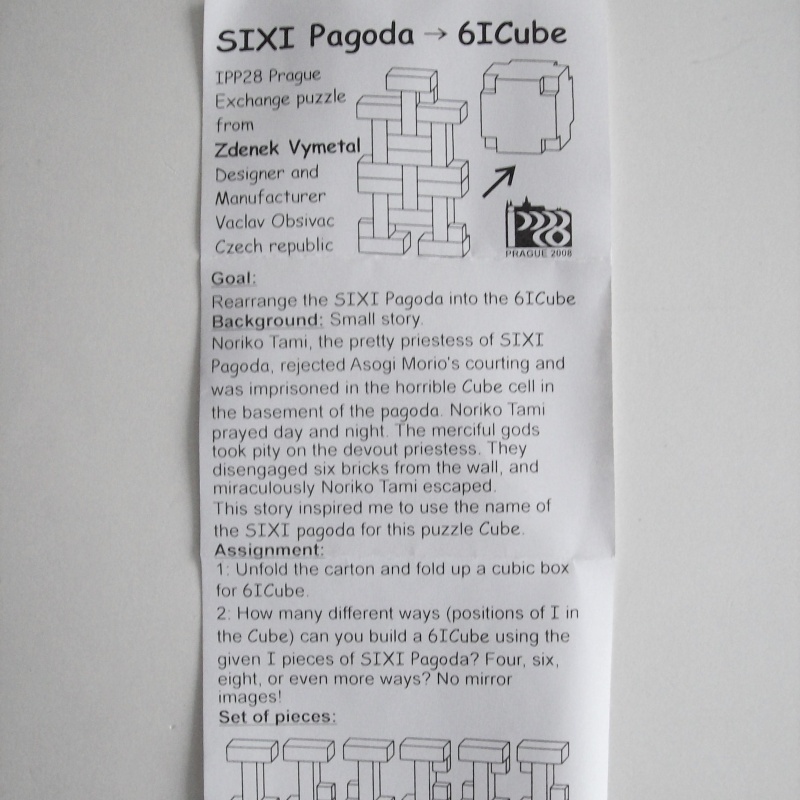 SIXI Pagoda → 6ICube
IPP28 Prague
Exchange puzzle
from
Zdenek Vymetal
Designer and
Manufacturer
Vaclav Obsivac
Czech republic
PRAGUE 2008
Goal:
Rearrange the SIXI Pagoda into the 6ICube
Background: Small story.
Noriko Tami, the pretty priestess of SIXI
Pagoda, rejected Asogi Morio's courting and
was imprisoned in the horrible Cube cell in
the basement of the pagoda. Noriko Tami
prayed day and night. The merciful gods
took pity on the devout priestess. They
disengaged six bricks from the wall, and
miraculously Noriko Tami escaped.
This story inspired me to use the name of
the SIXI pagoda for this puzzle Cube.
Assignment:
1: Unfold the carton and fold up a cubic box
for 6ICube.
2: How many different ways (positions of I in
the Cube) can you build a 6ICube using the
given I pieces of SIXI Pagoda? Four, six,
eight, or even more ways? No mirror
images!
Set of pieces: